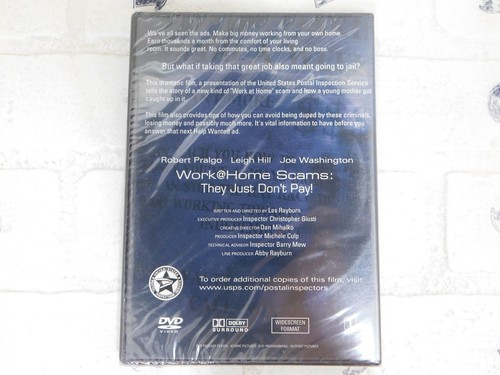 We've all seen the ads. Make big money working from your own home.
Earn thousands a month from the comfort of your living
room. It sounds great. No commutes, no time clocks, and no boss.
But what if taking that great job also meant going to jail?
This dramatic film, a presentation of the United States Postal Inspection Service
tells the story of a new kind of "Work at Home" scam and how a young mother got
caught up in it.
This film also provides tips of how you can avoid being duped by these criminals,
losing money and possibly much more. It's vital information to have before you
answer that next Help Wanted ad.
Robert Pralgo Leigh Hill Joe Washington
Work@Home Scams:
They Just Don't Pay!
WRITTEN AND DIRECTED BY Les Rayburn
EXECUTIVE PRODUCER Inspector Christopher Giusti
CREATIVE DIRECTOR Dan Mihalko
PRODUCER Inspector Michele Culp
TECHNICAL ADVISOR Inspector Barry Mew
LINE PRODUCER Abby Rayburn
To order additional copies of this film, visit
www.usps.com/postalinspectors
DVD
VIDEO
DOLBY
SURROUND
WIDESCREEN
FORMAT
1